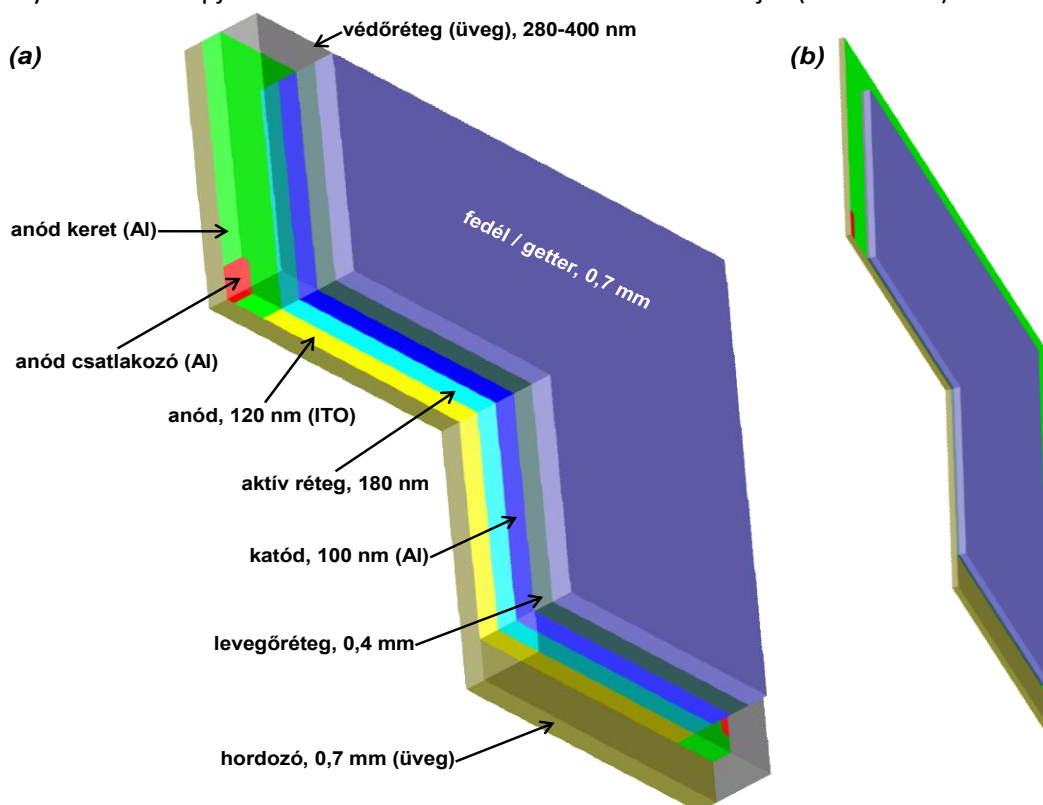 védőréteg (üveg), 280-400 nm
(a)
(b)
fedél / getter, 0,7 mm
anód keret (Al)
anód csatlakozó (Al)
anód, 120 nm (ITO)
aktív réteg, 180 nm
katód, 100 nm (Al)
levegőréteg, 0,4 mm
hordozó, 0,7 mm (üveg)